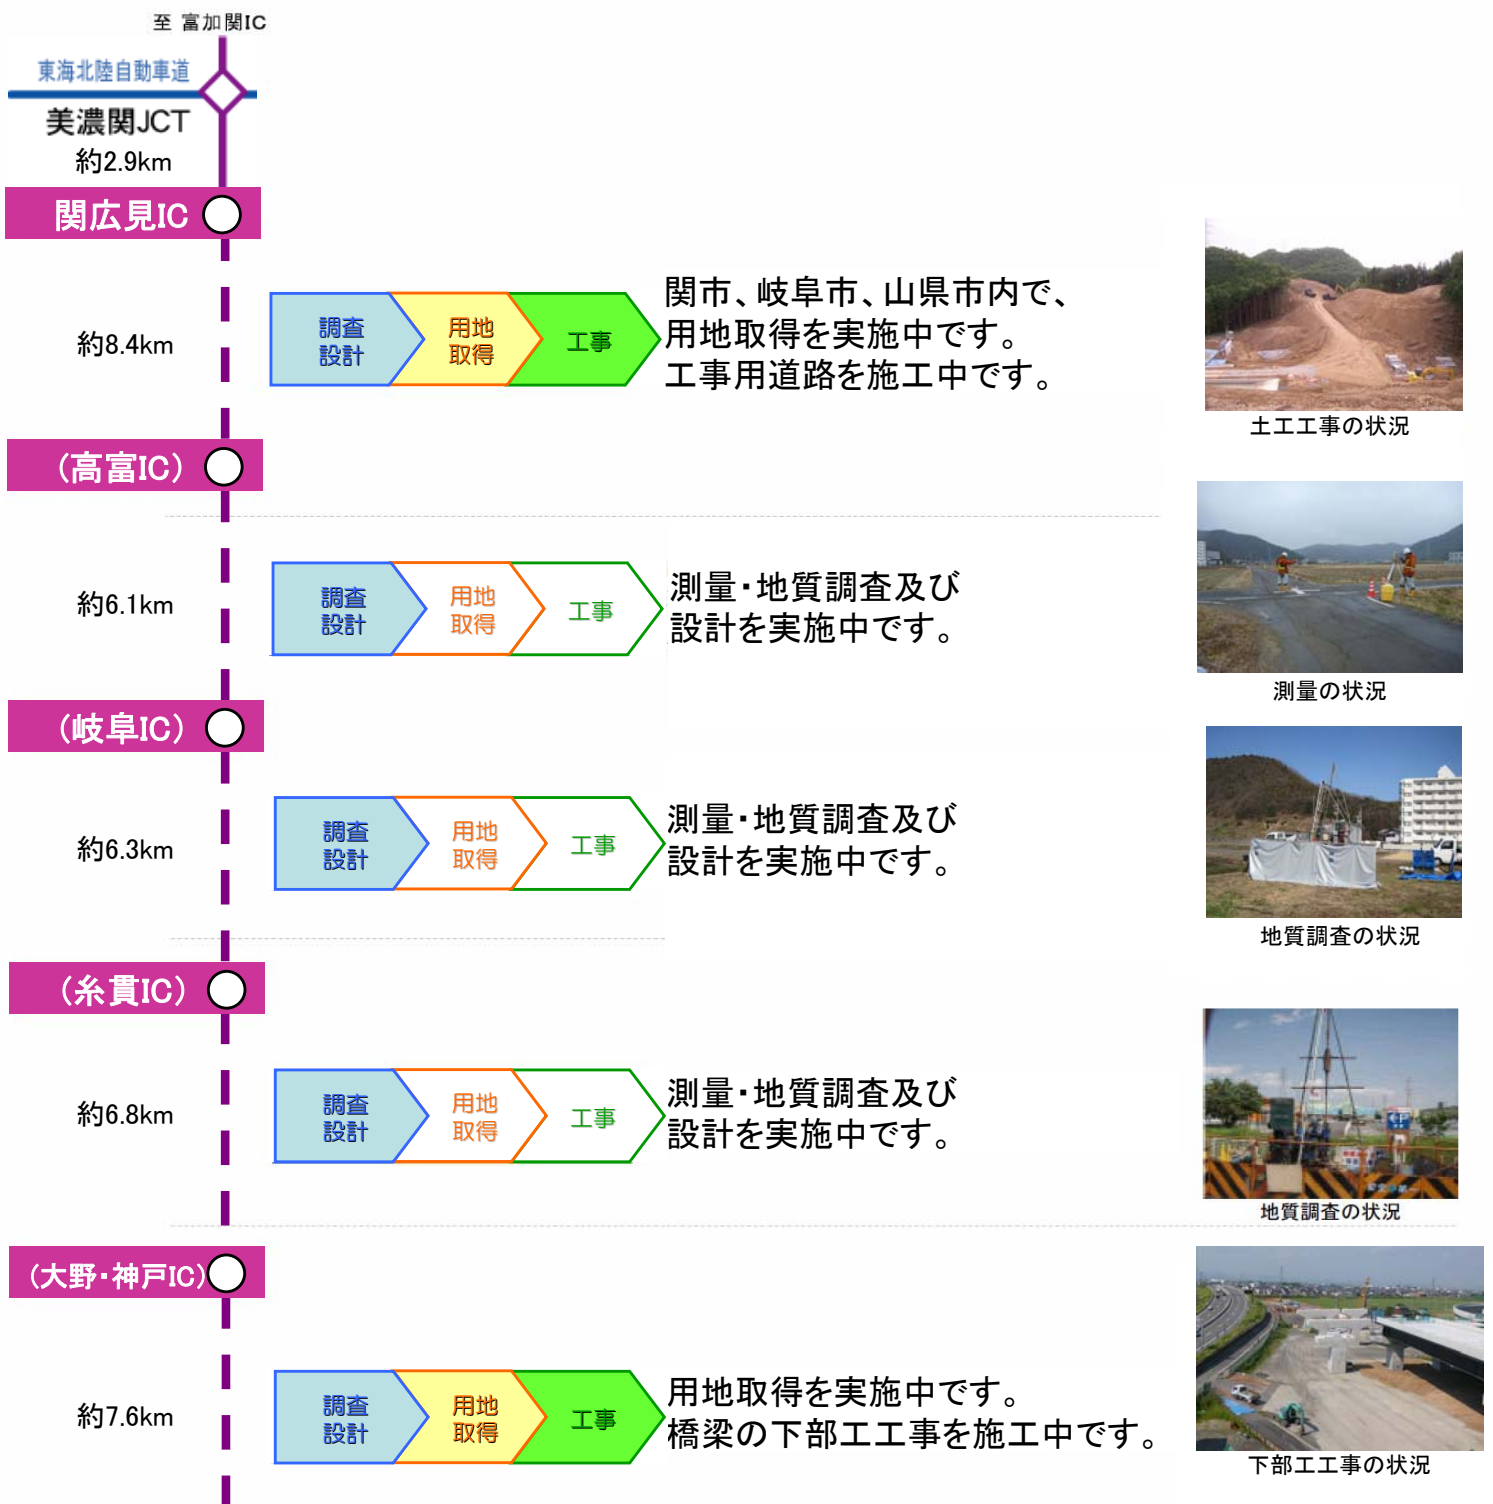 至 富加関IC
東海北陸自動車道
美濃関JCT
約2.9km
関広見IC
約8.4km
調査
設計
用地
取得
工事
関市、岐阜市、山県市内で、
用地取得を実施中です。
工事用道路を施工中です。
土工工事の状況
(高富IC)
約6.1km
調査
設計
用地
取得
工事
測量・地質調査及び
設計を実施中です。
測量の状況
(岐阜IC)
約6.3km
調査
設計
用地
取得
工事
測量・地質調査及び
設計を実施中です。
地質調査の状況
(糸貫IC)
約6.8km
調査
設計
用地
取得
工事
測量・地質調査及び
設計を実施中です。
地質調査の状況
(大野・神戸IC)
約7.6km
調査
設計
用地
取得
工事
用地取得を実施中です。
橋梁の下部工工事を施工中です。
下部工工事の状況